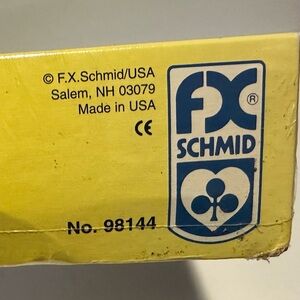 © F.X.Schmid/USA
Salem, NH 03079
Made in USA
CE
FX®
SCHMID
No. 98144